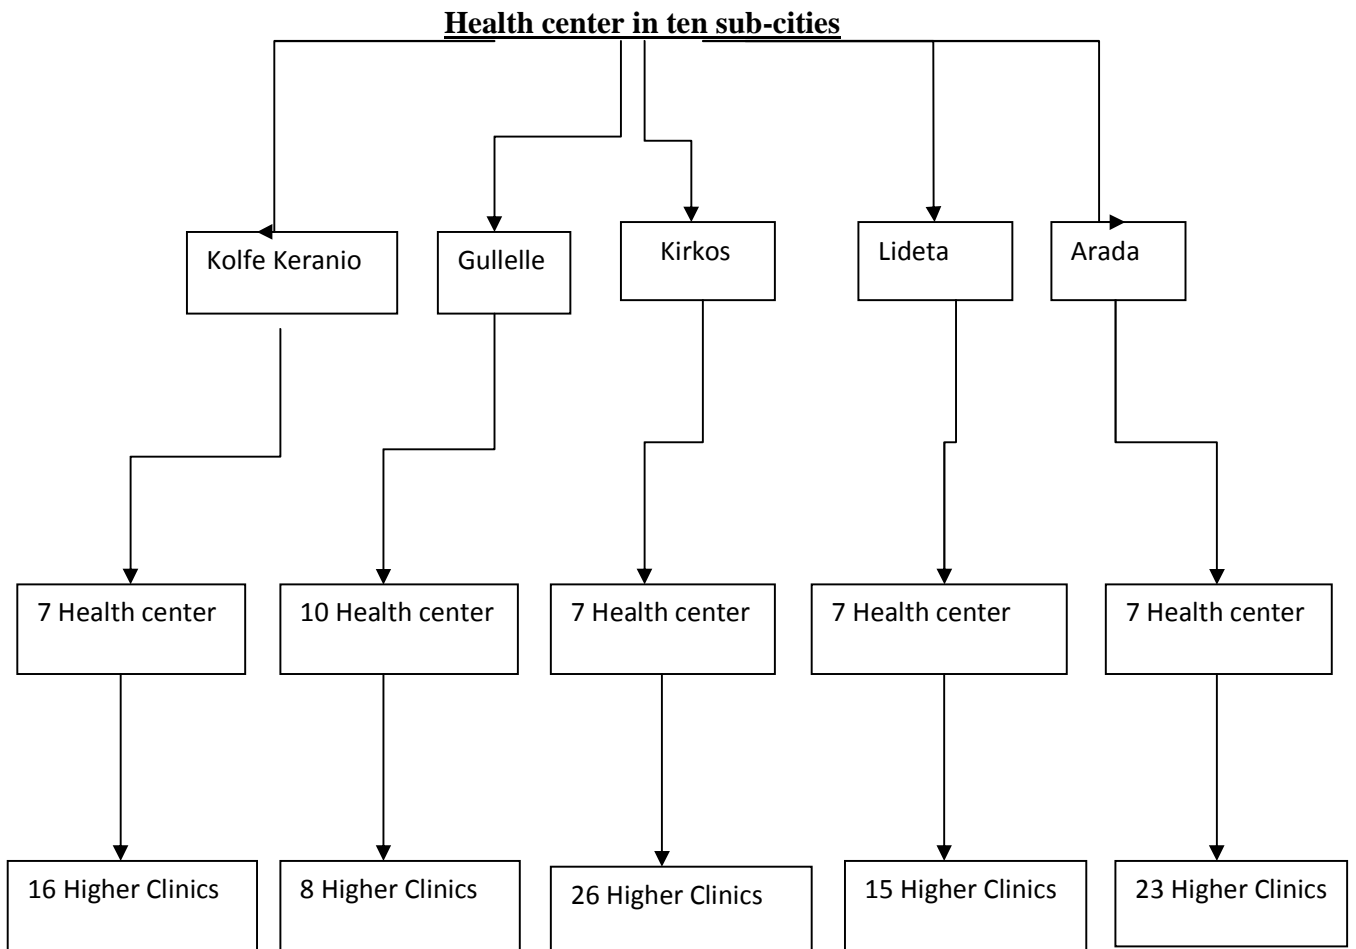 Health center in ten sub-cities
Kolfe Keranio
Gullelle
Kirkos
Lideta
Arada
7 Health center
10 Health center
7 Health center
7 Health center
7 Health center
16 Higher Clinics
8 Higher Clinics
26 Higher Clinics
15 Higher Clinics
23 Higher Clinics